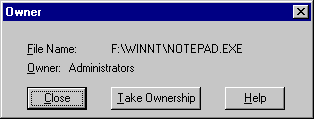 Owner
File Name: F:\WINNT\NOTEPAD.EXE
Owner: Administrators
Close Take Ownership Help